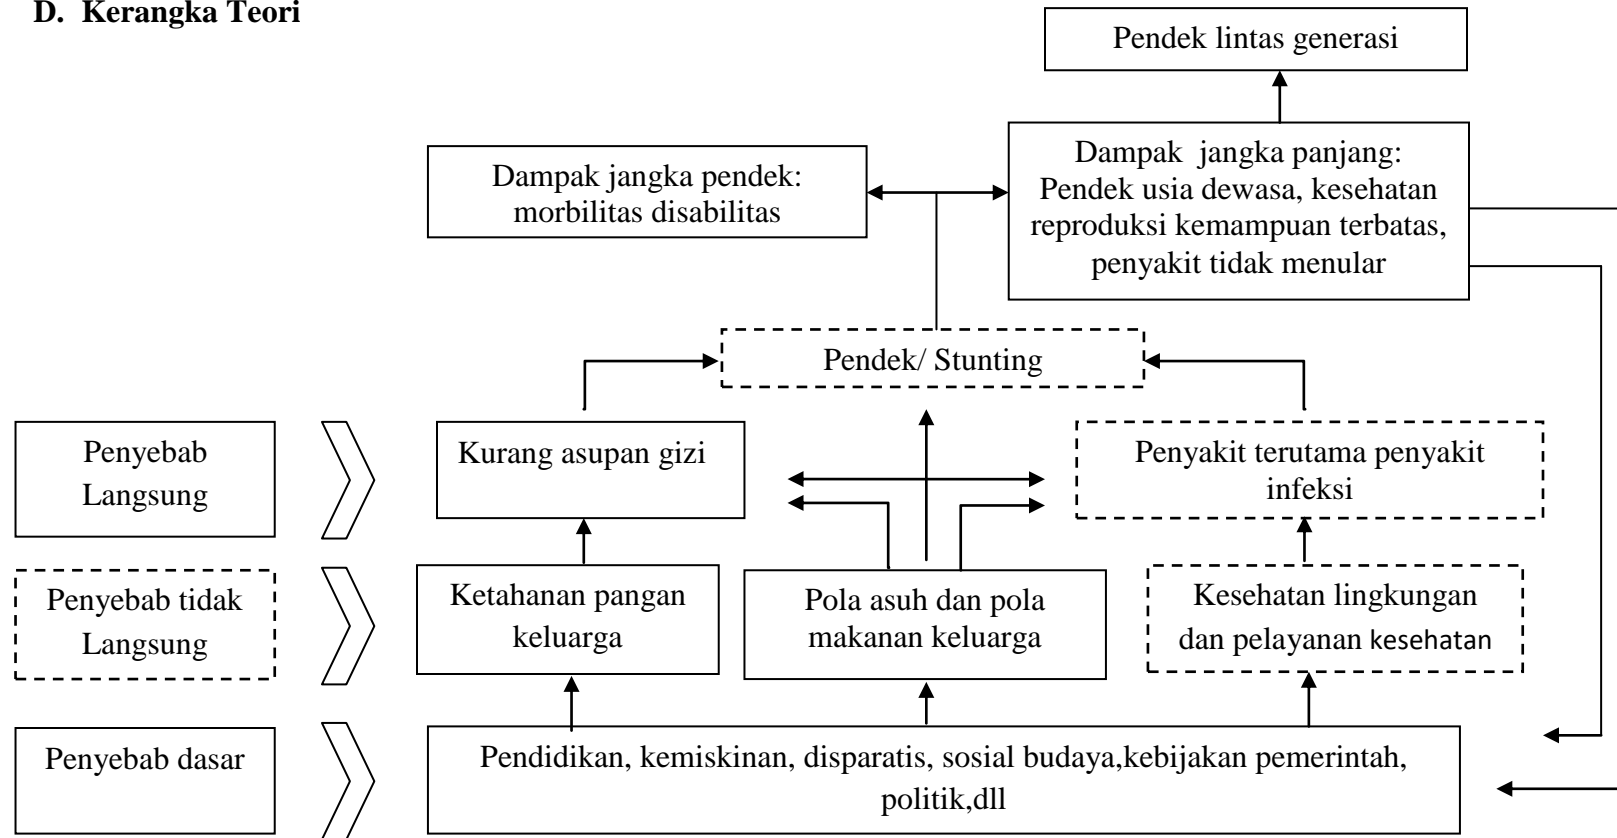 D. Kerangka Teori
Pendek lintas generasi
Dampak jangka pendek:
morbilitas disabilitas
Dampak jangka panjang:
Pendek usia dewasa, kesehatan
reproduksi kemampuan terbatas,
penyakit tidak menular
Pendek/ Stunting
Penyebab
Langsung
Kurang asupan gizi
Penyakit terutama penyakit
infeksi
Penyebab tidak
Langsung
Ketahanan pangan
keluarga
Pola asuh dan pola
makanan keluarga
Kesehatan lingkungan
dan pelayanan kesehatan
Penyebab dasar
Pendidikan, kemiskinan, disparatis, sosial budaya,kebijakan pemerintah,
politik,dll